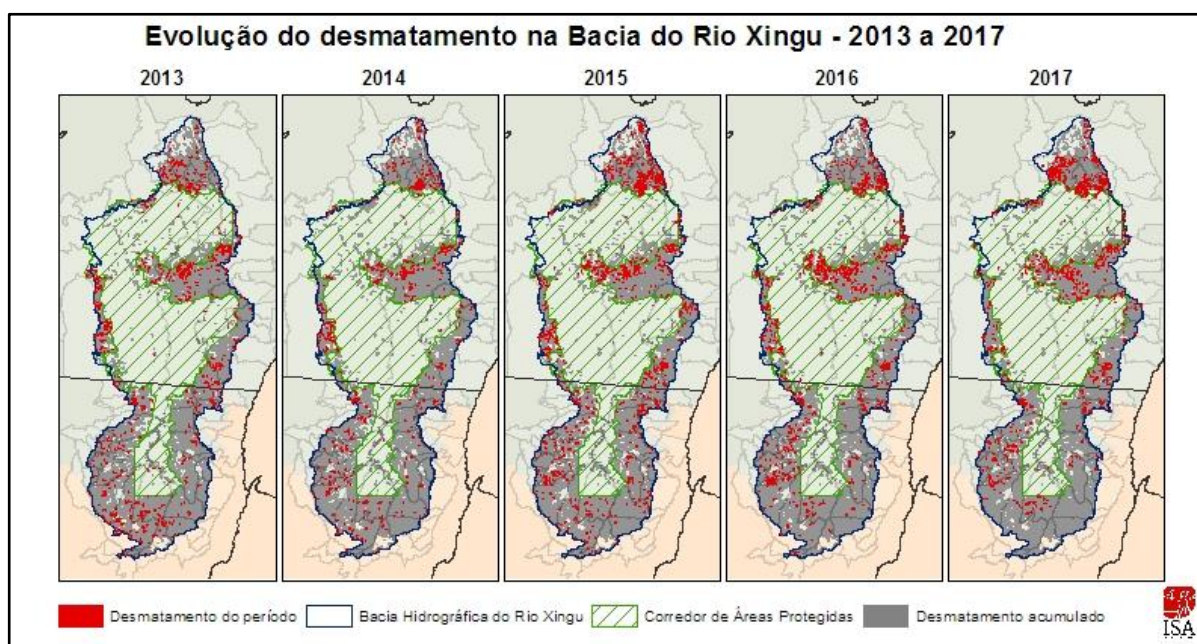 Evolução do desmatamento na Bacia do Rio Xingu - 2013 a 2017
2013 2014 2015 2016 2017
Desmatamento do período Bacia Hidrográfica do Rio Xingu Corredor de Áreas Protegidas Desmatamento acumulado
ISA